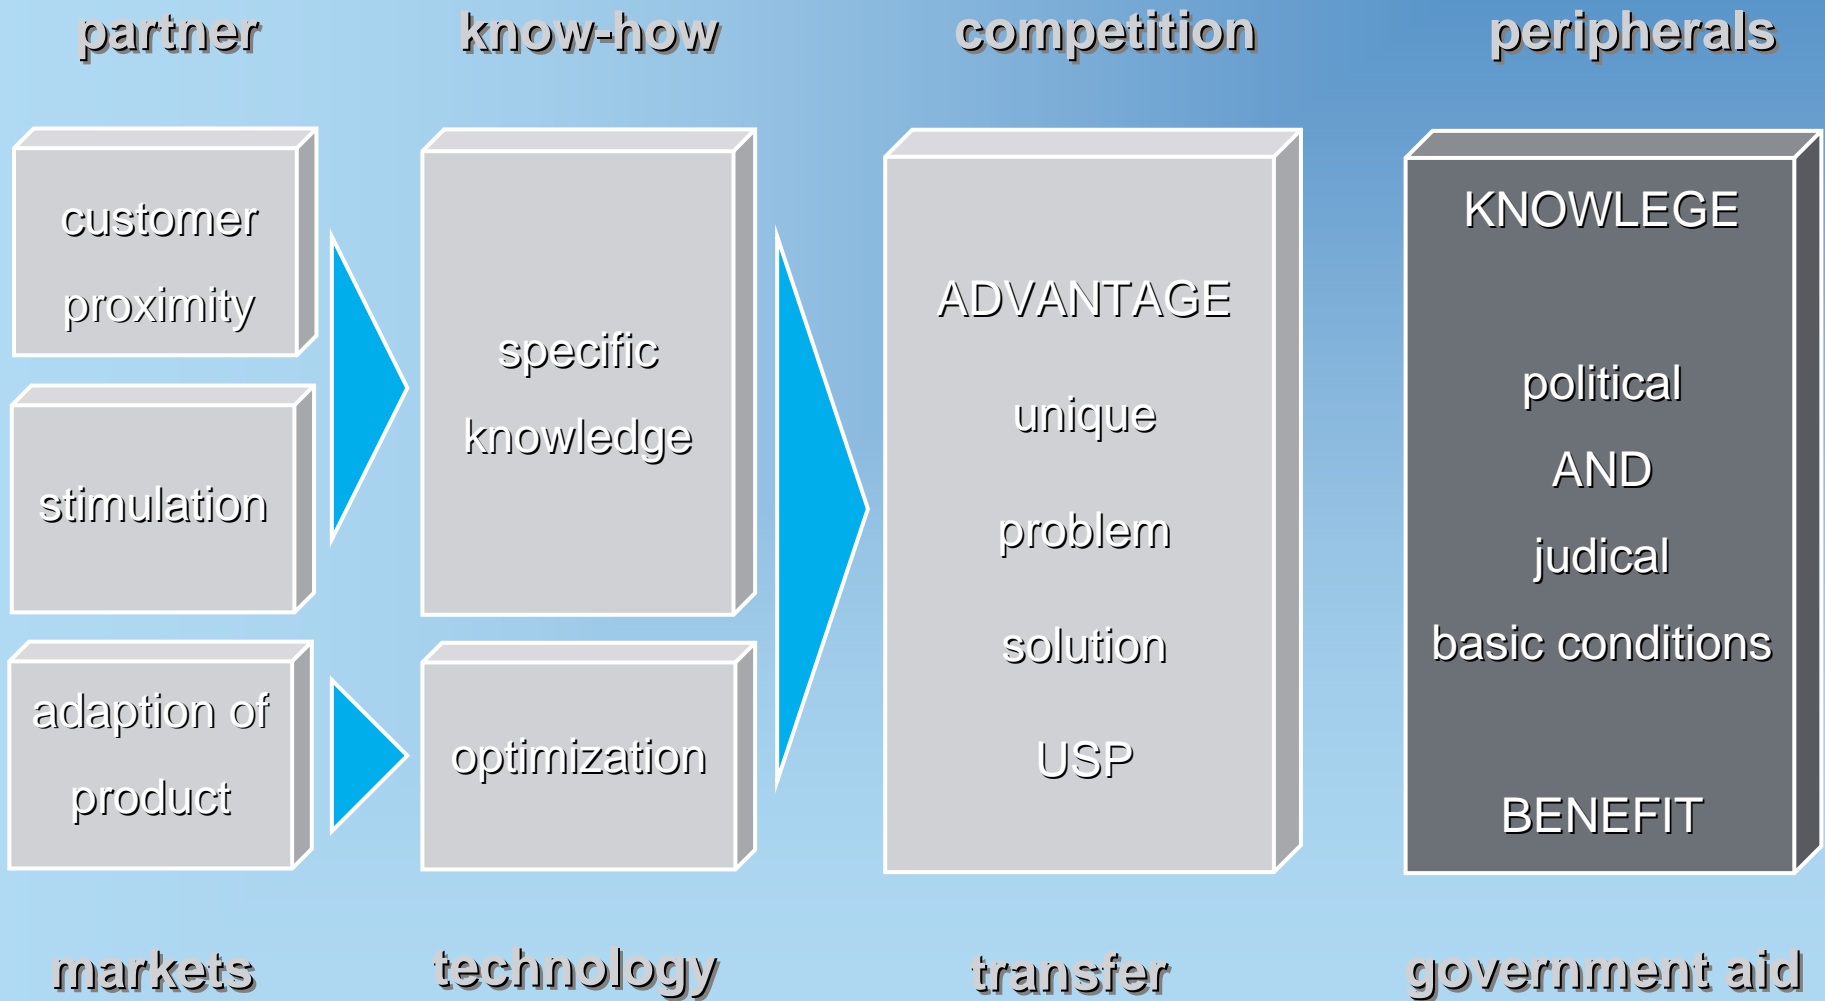 partner
know-how
competition
peripherals
customer
proximity
stimulation
adaption of
product
specific
knowledge
optimization
ADVANTAGE
unique
problem
solution
USP
KNOWLEGE
political
AND
judical
basic conditions
BENEFIT
markets
technology
transfer
government aid